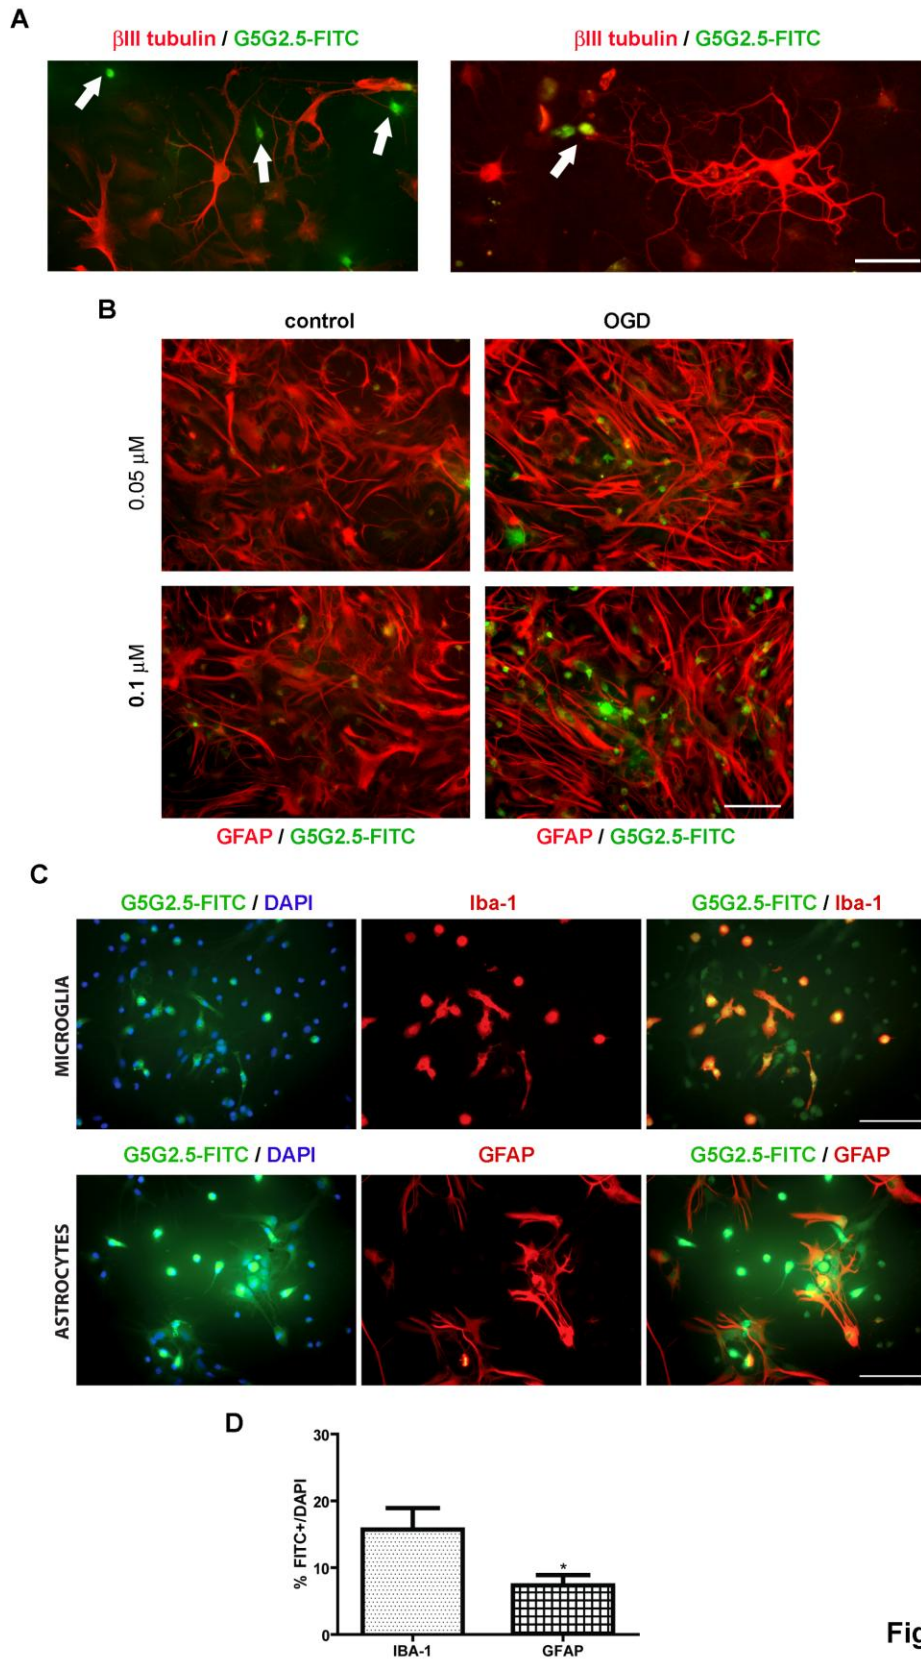 A
βIII tubulin / G5G2.5-FITC
βIII tubulin / G5G2.5-FITC
B
control
OGD
0.05 µM
0.1 µM
GFAP / G5G2.5-FITC
GFAP / G5G2.5-FITC
C
G5G2.5-FITC / DAPI
Iba-1
G5G2.5-FITC / Iba-1
MICROGLIA
G5G2.5-FITC / DAPI
GFAP
G5G2.5-FITC / GFAP
ASTROCYTES
D
% FITC+/DAPI
30
20
10
0
*
IBA-1
GFAP
Fig